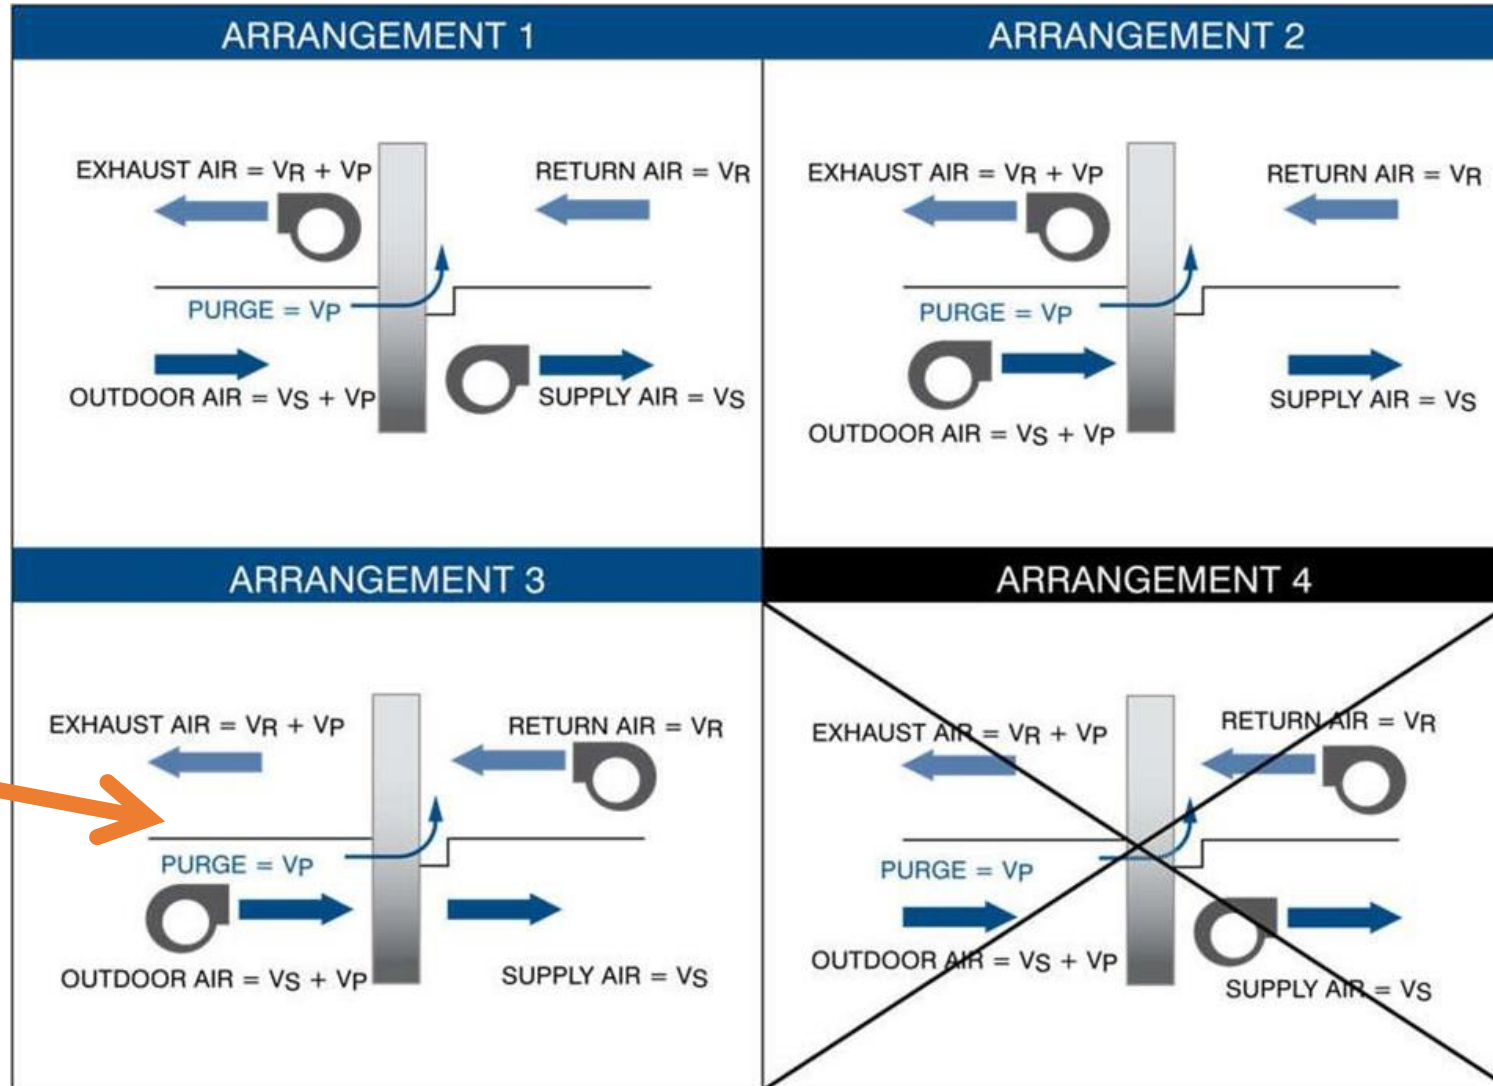 ARRANGEMENT 1
EXHAUST AIR = VR + VP
RETURN AIR = VR
PURGE = VP
OUTDOOR AIR = VS + VP
SUPPLY AIR = VS
ARRANGEMENT 2
EXHAUST AIR = VR + VP
RETURN AIR = VR
PURGE = VP
OUTDOOR AIR = VS + VP
SUPPLY AIR = VS
ARRANGEMENT 3
EXHAUST AIR = VR + VP
RETURN AIR = VR
PURGE = VP
OUTDOOR AIR = VS + VP
SUPPLY AIR = VS
ARRANGEMENT 4
EXHAUST AIR = VR + VP
RETURN AIR = VR
PURGE = VP
OUTDOOR AIR = VS + VP
SUPPLY AIR = VS